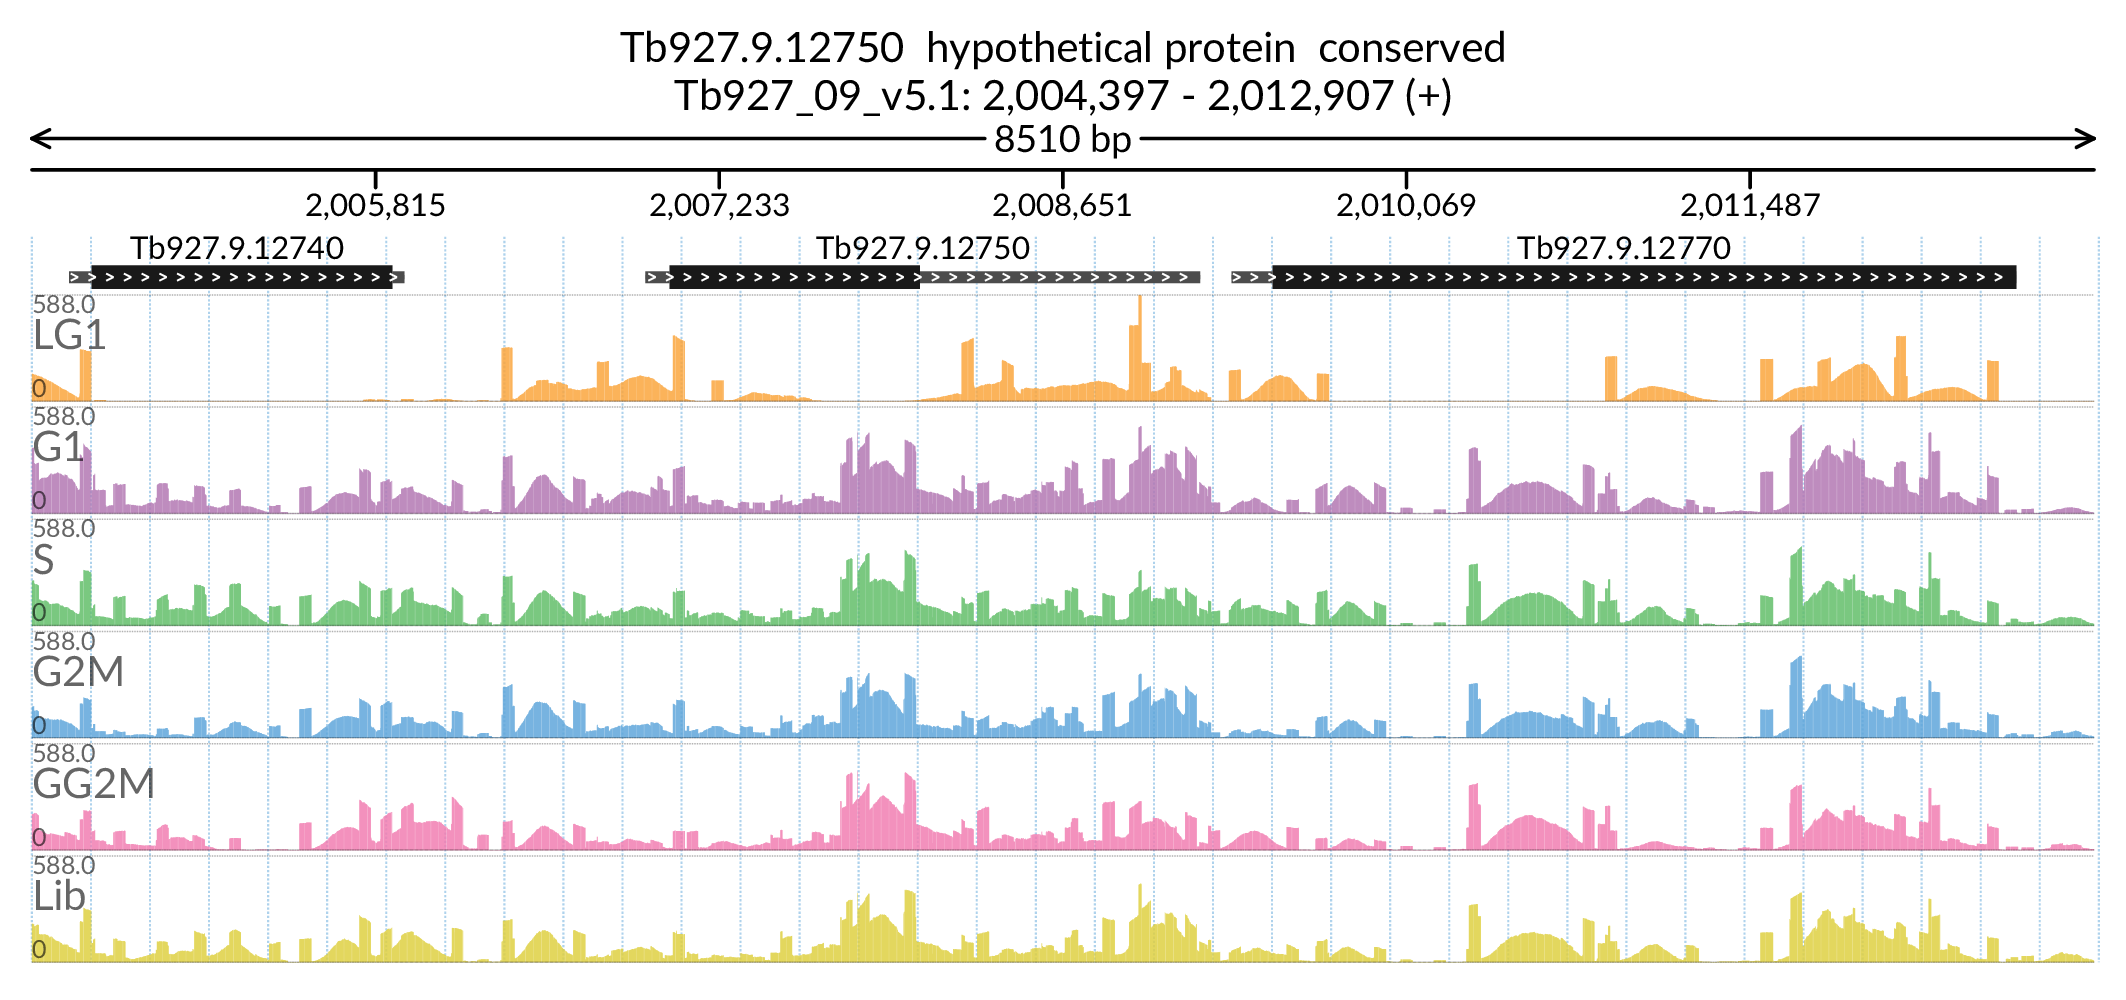 Tb927.9.12750 hypothetical protein conserved
Tb927_09_v5.1: 2,004,397 - 2,012,907 (+)
8510 bp
2,005,815 2,007,233 2,008,651 2,010,069 2,011,487
Tb927.9.12740 Tb927.9.12750 Tb927.9.12770
588.0
LG1
0
588.0
G1
0
588.0
S
0
588.0
G2M
0
588.0
GG2M
0
588.0
Lib
0